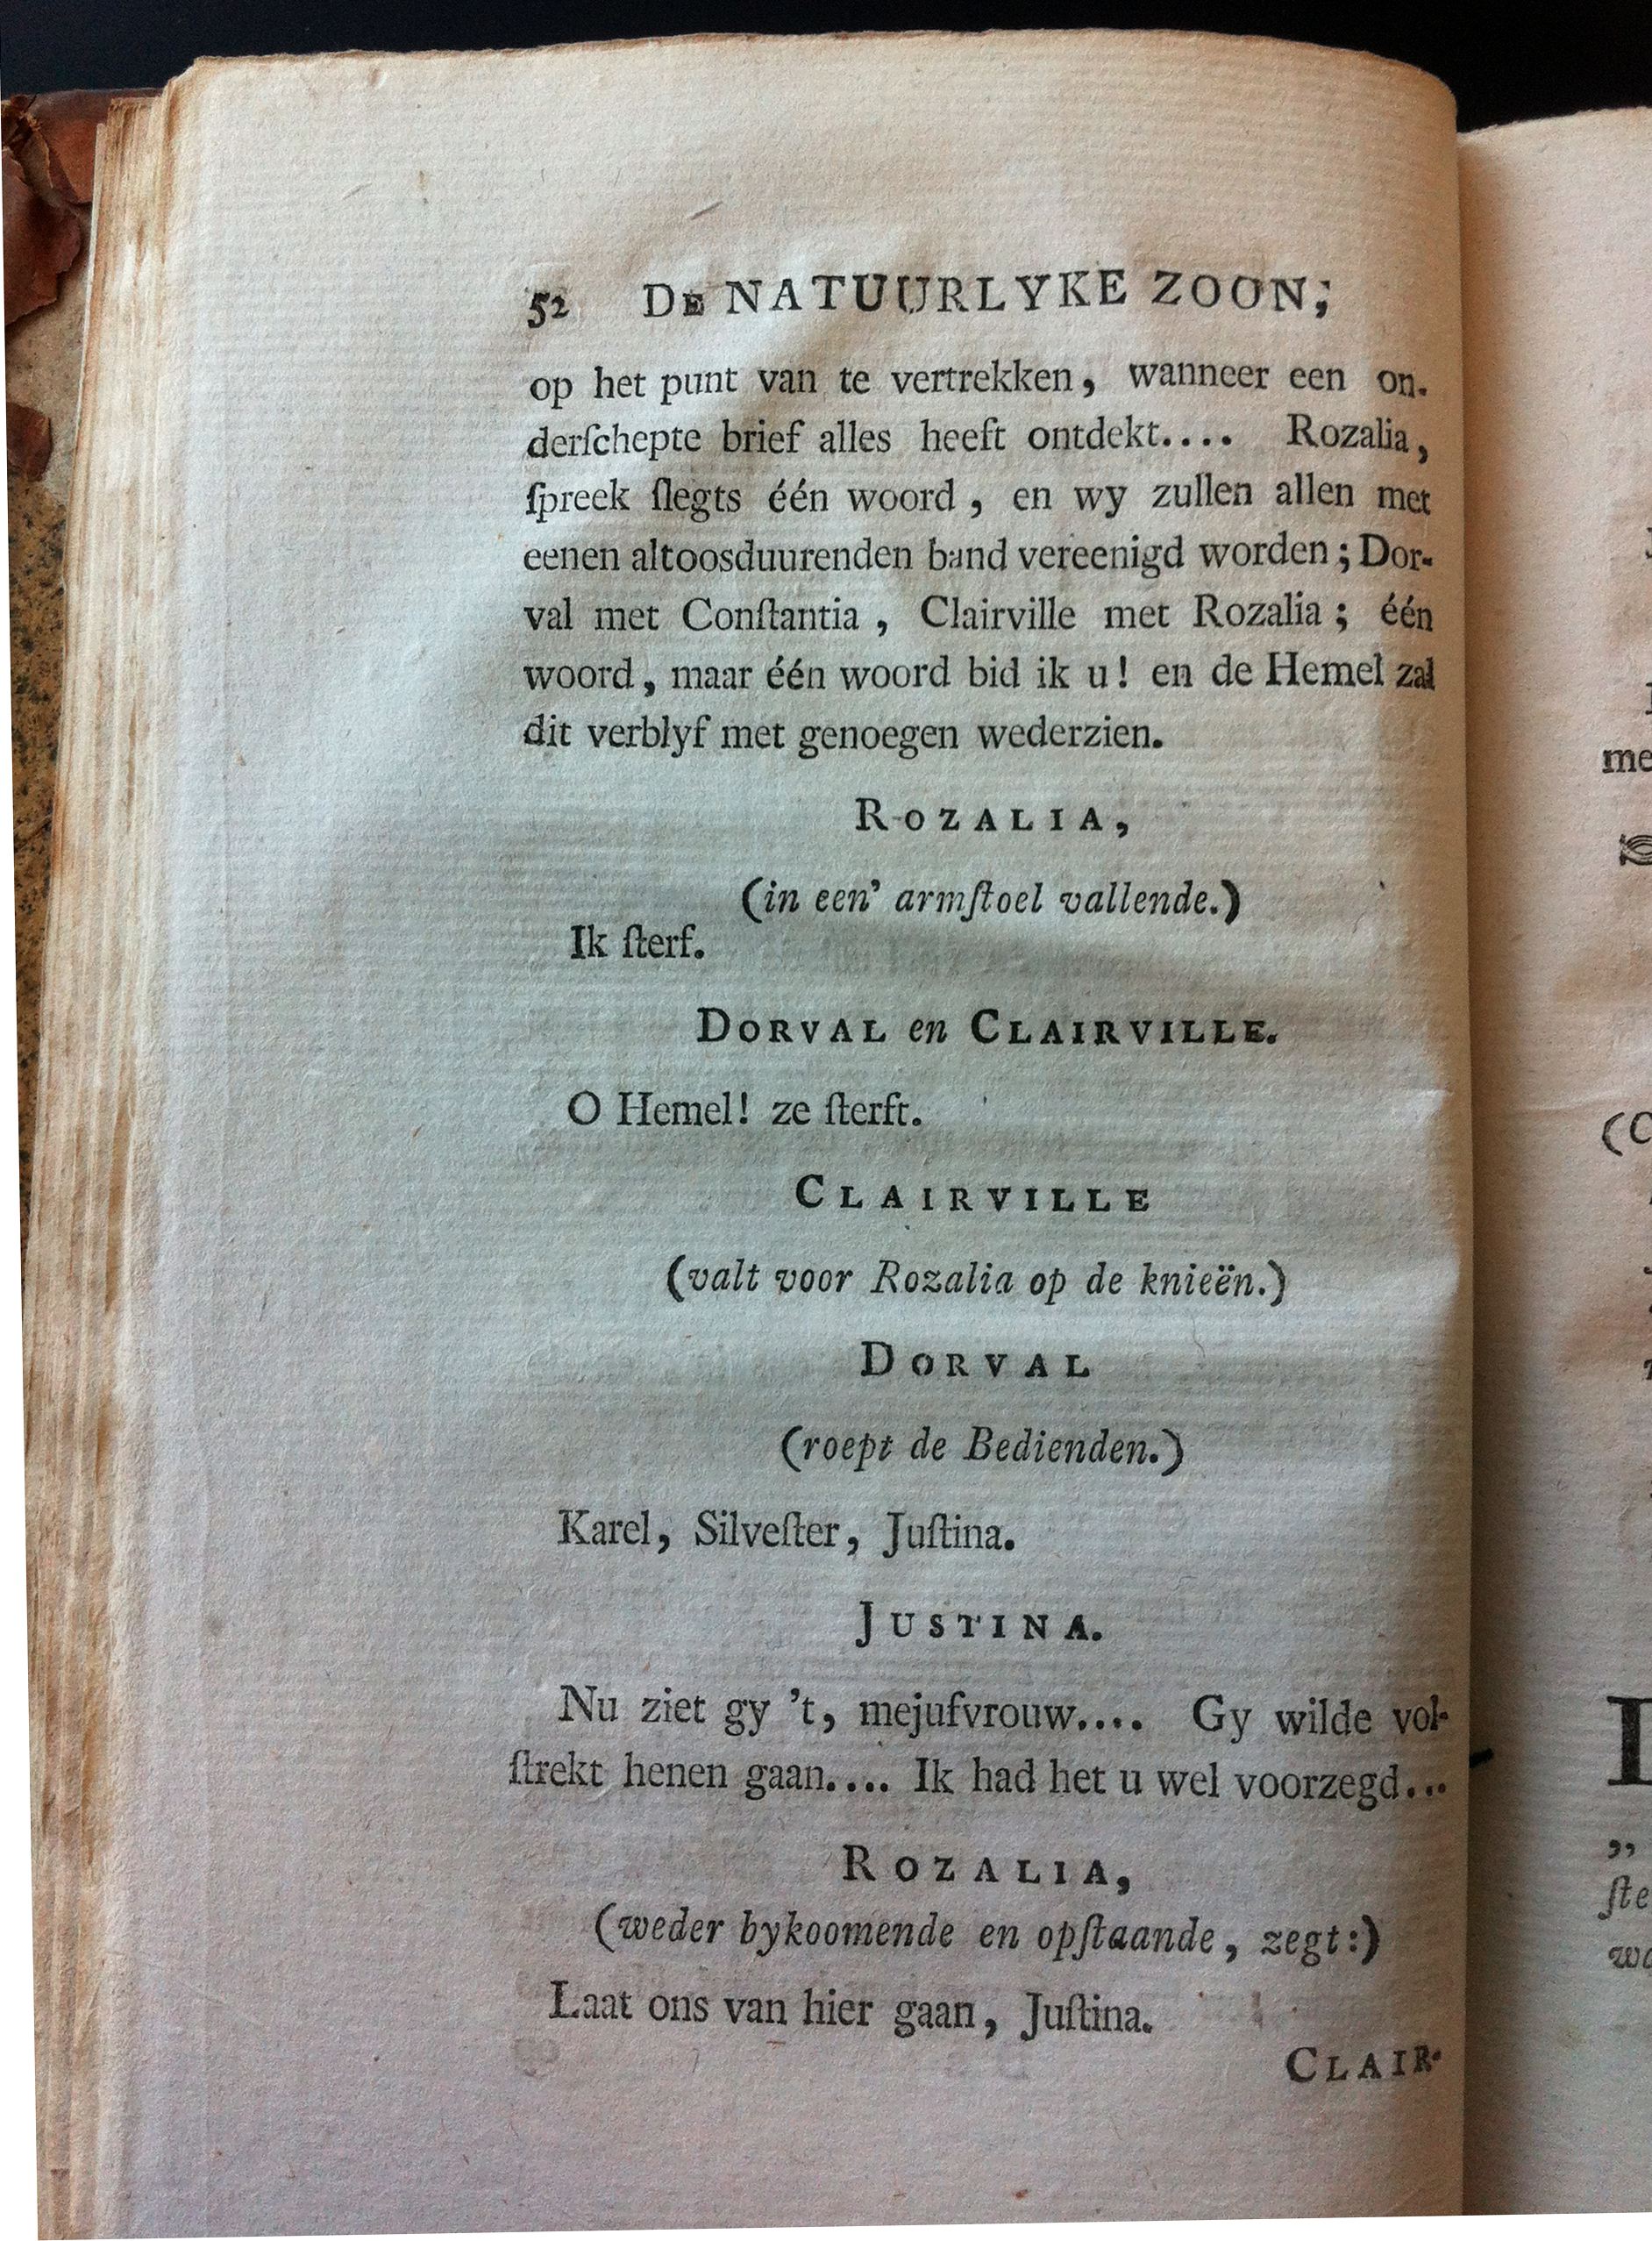 52 DE NATUURLYKE ZOON;
op het punt van te vertrekken, wanneer een on-
derſchepte brief alles heeft ontdekt.... Rozalia,
ſpreek ſlegts één woord, en wy zullen allen met
eenen altoosduurenden band vereenigd worden; Dor-
val met Conſtantia, Clairville met Rozalia; één
woord, maar één woord bid ik u! en de Hemel zal
dit verblyf met genoegen wederzien.
ROZALIA,
(in een' armſtoel vallende.)
Ik ſterf.
DORVAL en CLAIRVILLE.
O Hemel! ze ſterft.
CLAIRVILLE
(valt voor Rozalia op de knieën.)
DORVAL
(roept de Bedienden.)
Karel, Silveſter, Juſtina.
JUSTINA.
Nu ziet gy 't, mejufvrouw.... Gy wilde vol-
ſtrekt henen gaan.... Ik had het u wel voorzegd...
ROZALIA,
(weder bykoomende en opſtaande, zegt:)
Laat ons van hier gaan, Juſtina.
CLAIR-